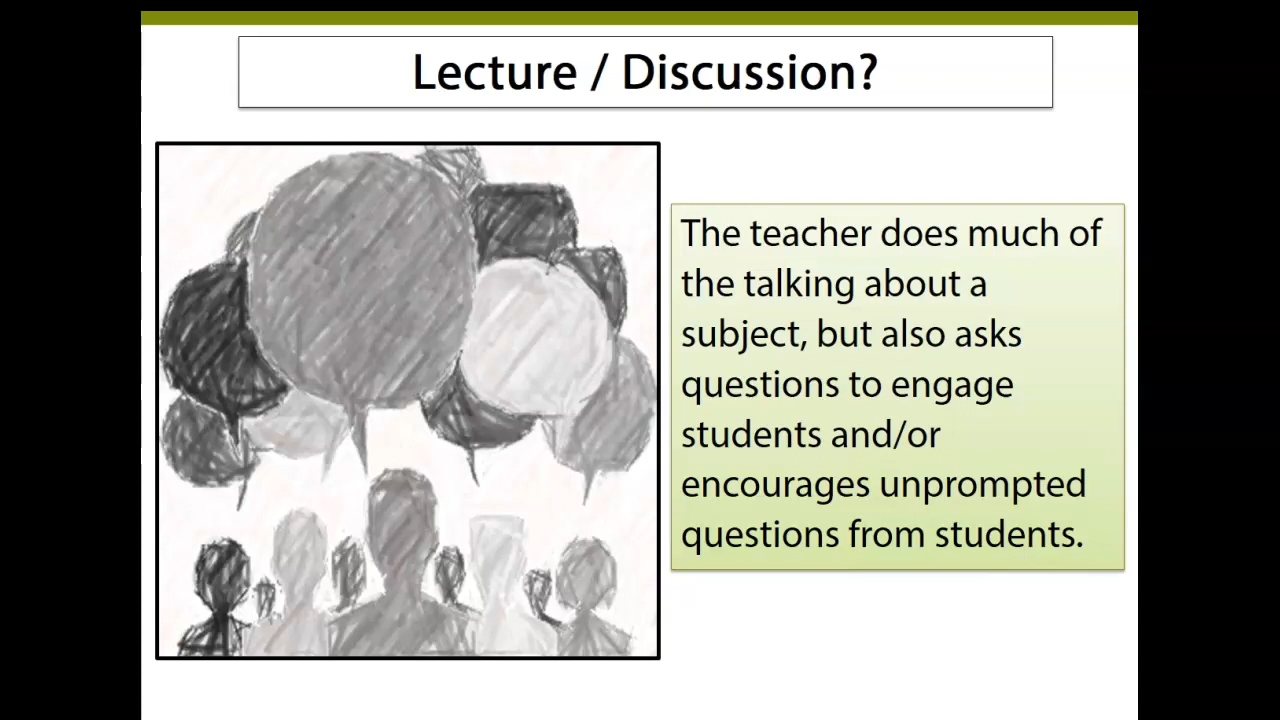 Lecture / Discussion?
The teacher does much of
the talking about a
subject, but also asks
questions to engage
students and/or
encourages unprompted
questions from students.